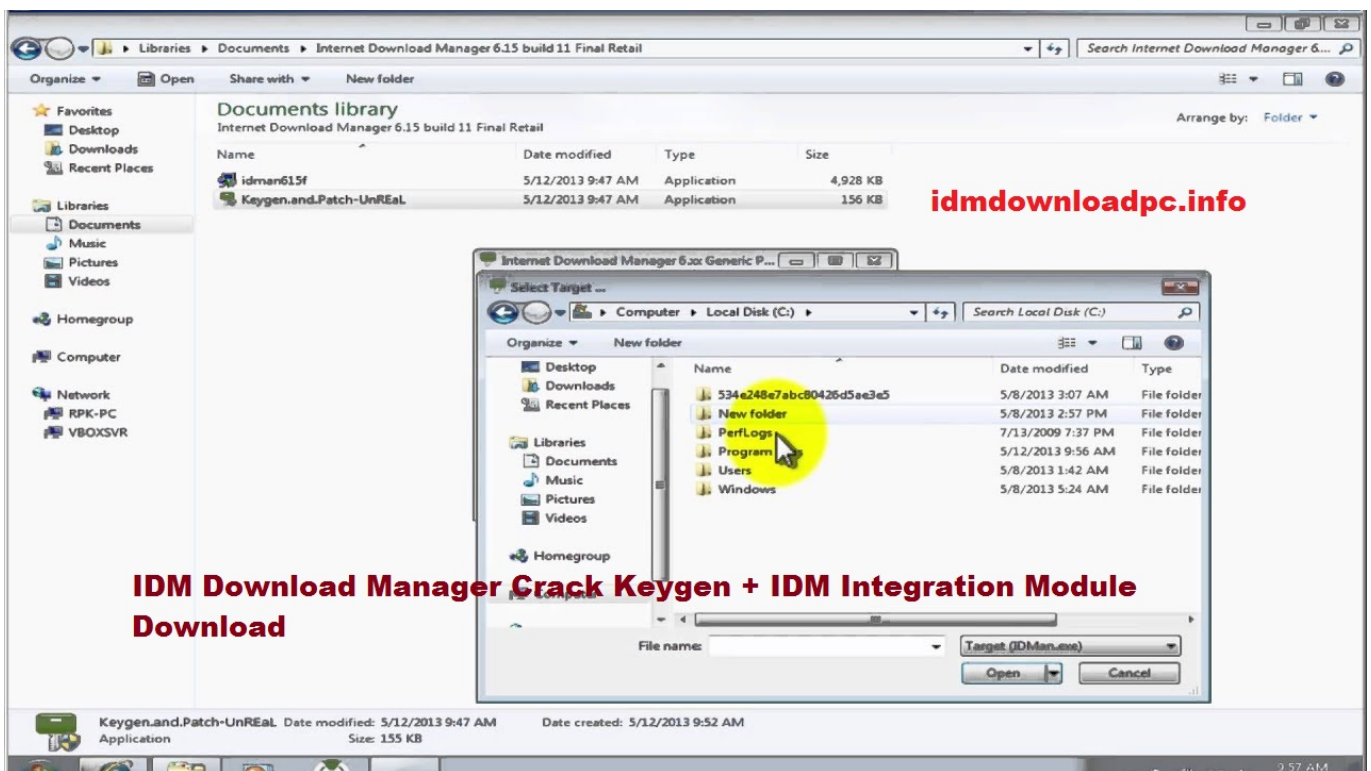 Libraries ▸ Documents ▸ Internet Download Manager 6.15 build 11 Final Retail
Search Internet Download Manager 6....
Organize Open Share with New folder
Favorites
Desktop
Downloads
Recent Places
Libraries
Documents
Music
Pictures
Videos
Homegroup
Computer
Network
RPK-PC
VBOXSVR
Documents library
Internet Download Manager 6.15 build 11 Final Retail
Arrange by: Folder
Name Date modified Type Size
idman615f 5/12/2013 9:47 AM Application 4,928 KB
Keygen.and.Patch-UnREaL 5/12/2013 9:47 AM Application 156 KB
idmdownloadpc.info
Internet Download Manager 6.xx Generic P...
Select Target ...
Computer ▸ Local Disk (C:) ▸
Search Local Disk (C:)
Organize New folder
Desktop
Downloads
Recent Places
Libraries
Documents
Music
Pictures
Videos
Homegroup
Computer
Name Date modified Type
534e248e7abc80426d5ae3e5 5/8/2013 3:07 AM File folder
New folder 5/8/2013 2:57 PM File folder
PerfLogs 7/13/2009 7:37 PM File folder
Program 5/12/2013 9:56 AM File folder
Users 5/8/2013 1:42 AM File folder
Windows 5/8/2013 5:24 AM File folder
IDM Download Manager Crack Keygen + IDM Integration Module
Download
File name: Target (IDMan.exe)
Open Cancel
Keygen.and.Patch-UnREaL Date modified: 5/12/2013 9:47 AM Date created: 5/12/2013 9:52 AM
Application Size: 155 KB
9:57 AM